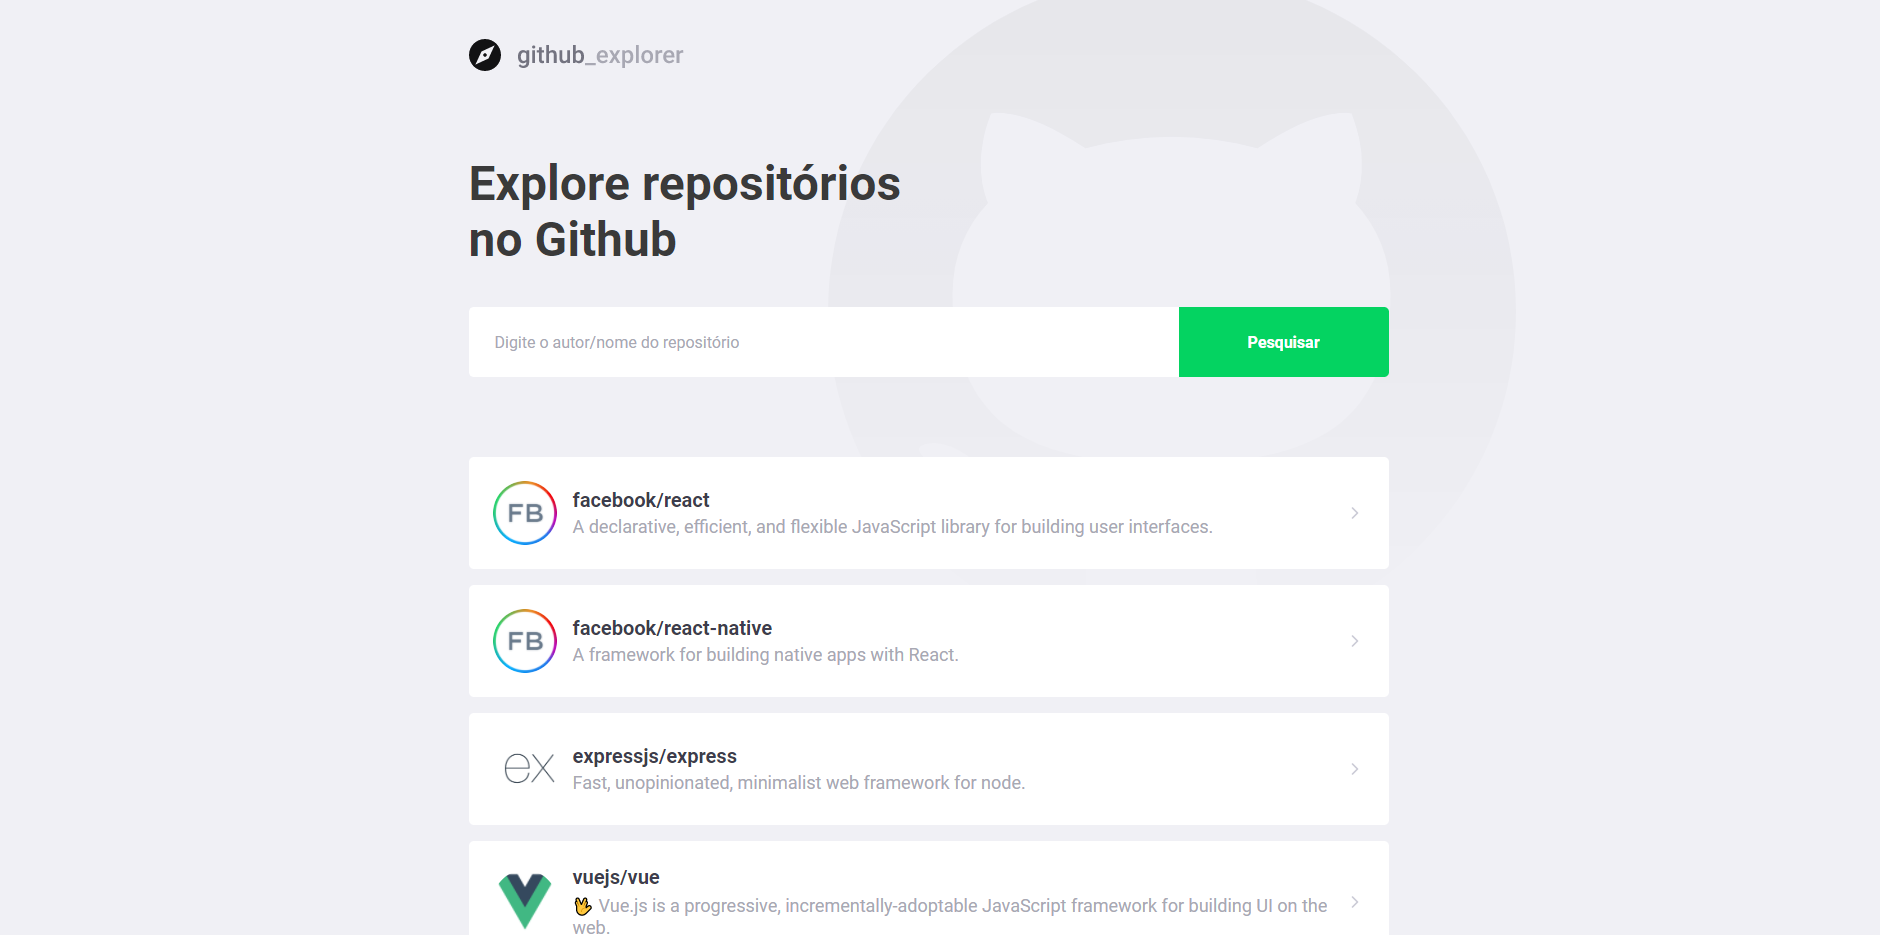 github_explorer
Explore repositórios
no Github
Digite o autor/nome do repositório
Pesquisar
FB
facebook/react
A declarative, efficient, and flexible JavaScript library for building user interfaces.
FB
facebook/react-native
A framework for building native apps with React.
ex
expressjs/express
Fast, unopinionated, minimalist web framework for node.
vuejs/vue
🖖 Vue.js is a progressive, incrementally-adoptable JavaScript framework for building UI on the
web.